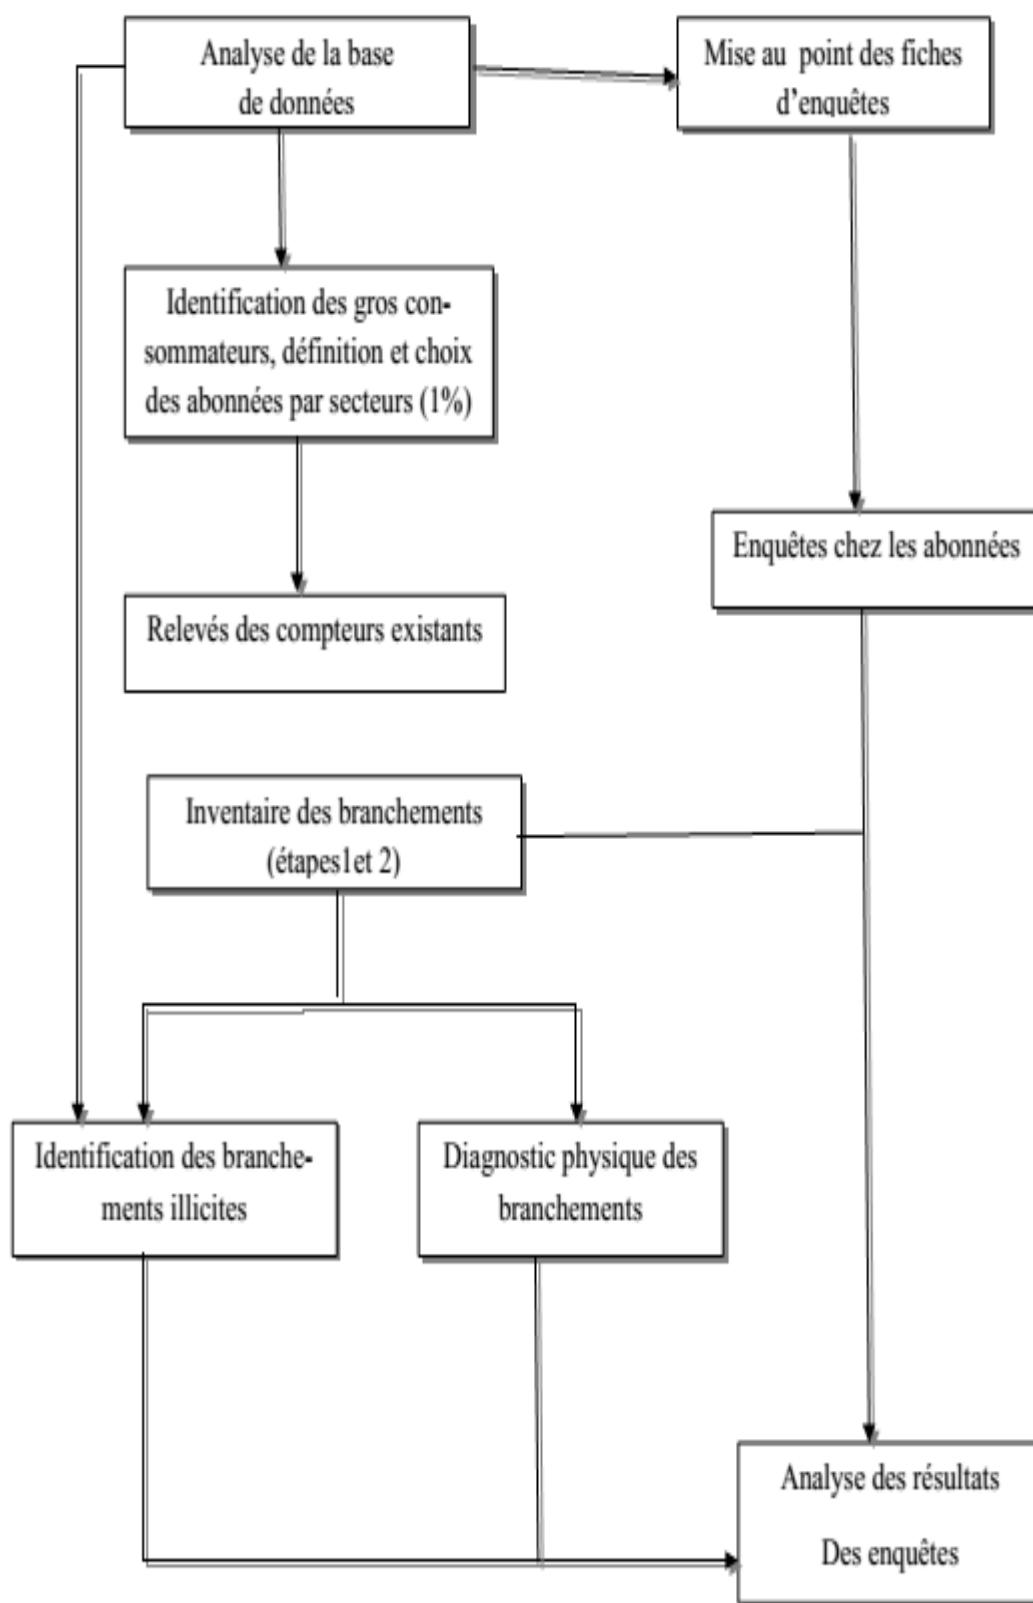 Analyse de la base
de données
Mise au point des fiches
d'enquêtes
Identification des gros con-
sommateurs, définition et choix
des abonnées par secteurs (1%)
Enquêtes chez les abonnées
Relevés des compteurs existants
Inventaire des branchements
(étapes1et 2)
Identification des branche-
ments illicites
Diagnostic physique des
branchements
Analyse des résultats
Des enquêtes